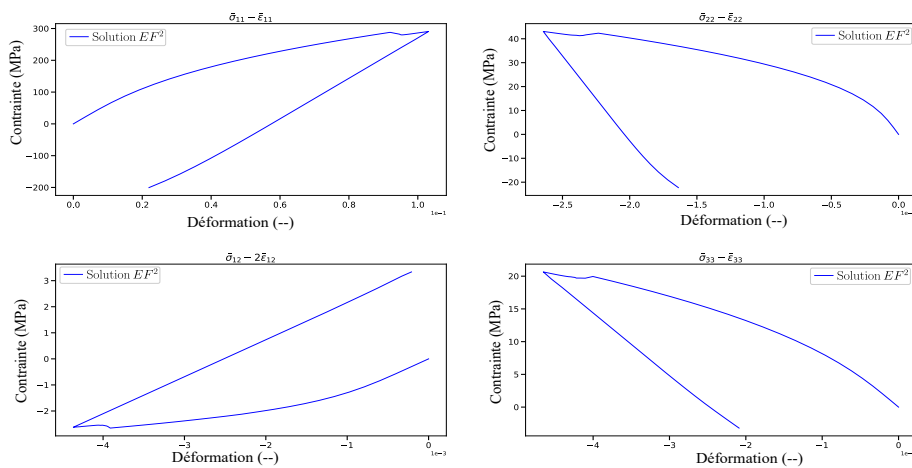 σ̄₁₁ − ε̄₁₁
σ̄₂₂ − ε̄₂₂
Contrainte (MPa)
300
200
100
0
−100
−200
Solution EF²
0.0
0.2
0.4
0.6
0.8
1.0
1e−1
Déformation (--)
Contrainte (MPa)
40
30
20
10
0
−10
−20
Solution EF²
−2.5
−2.0
−1.5
−1.0
−0.5
0.0
Déformation (--)
σ̄₁₂ − 2ε̄₁₂
σ̄₃₃ − ε̄₃₃
Contrainte (MPa)
3
2
1
0
−1
−2
Solution EF²
−4
−3
−2
−1
0
1e−3
Déformation (--)
Contrainte (MPa)
20
15
10
5
0
Solution EF²
−4
−3
−2
−1
0
Déformation (--)